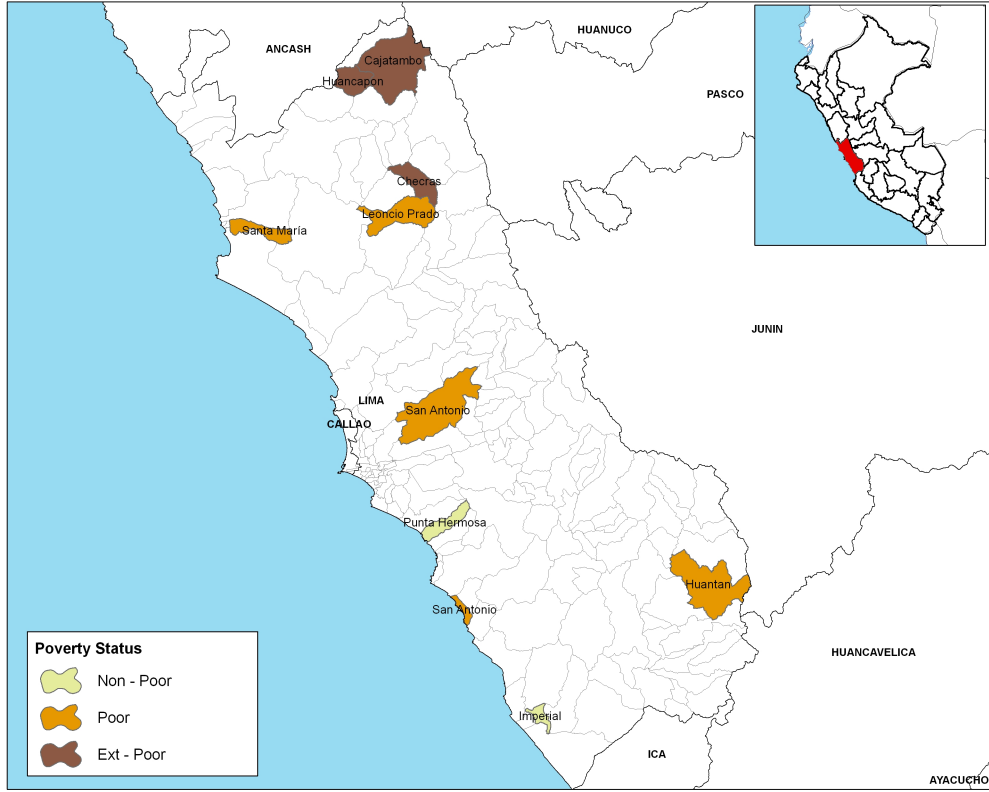 HUANUCO
ANCASH
Cajatambo
Huancapon
PASCO
Checras
Leoncio Prado
Santa María
JUNIN
LIMA
San Antonio
CALLAO
Punta Hermosa
Huantan
San Antonio
HUANCAVELICA
Imperial
ICA
AYACUCHO
Poverty Status
Non - Poor
Poor
Ext - Poor